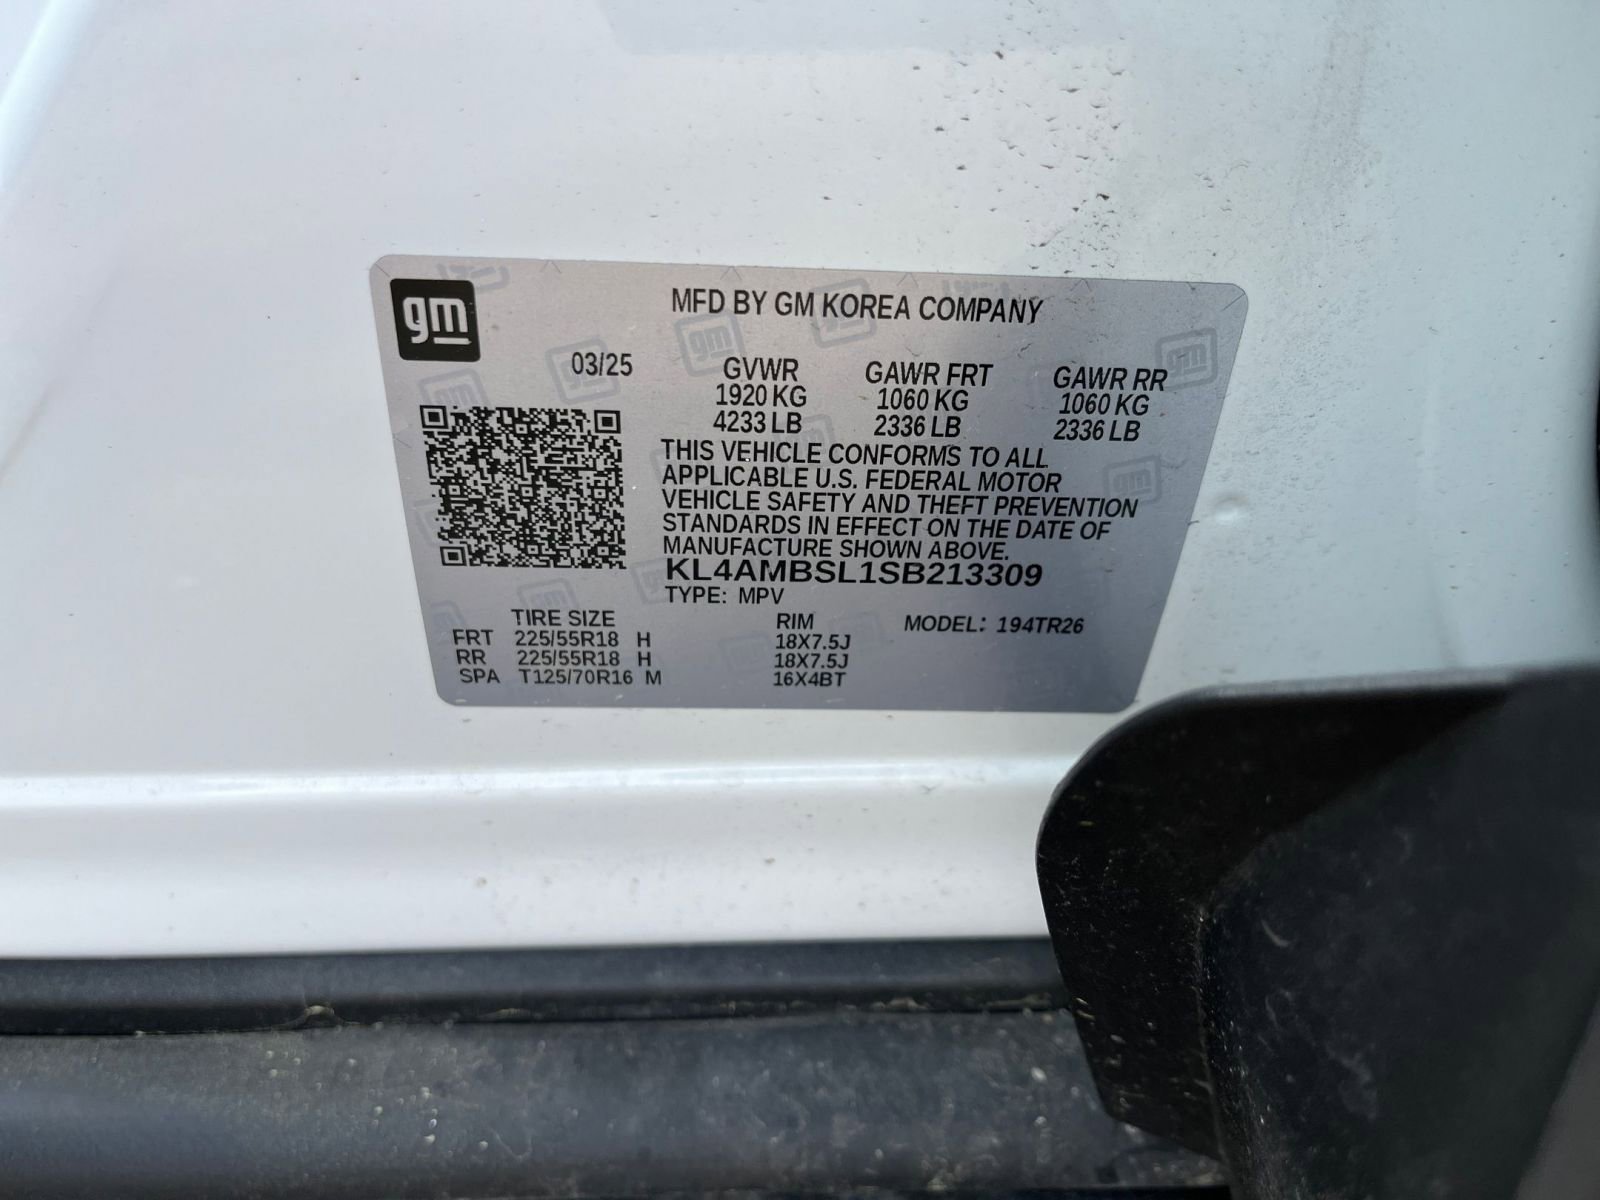 gm
MFD BY GM KOREA COMPANY
03/25
GVWR GAWR FRT GAWR RR
1920 KG 1060 KG 1060 KG
4233 LB 2336 LB 2336 LB
THIS VEHICLE CONFORMS TO ALL
APPLICABLE U.S. FEDERAL MOTOR
VEHICLE SAFETY AND THEFT PREVENTION
STANDARDS IN EFFECT ON THE DATE OF
MANUFACTURE SHOWN ABOVE.
KL4AMBSL1SB213309
TYPE: MPV
TIRE SIZE RIM MODEL: 194TR26
FRT 225/55R18 H 18X7.5J
RR 225/55R18 H 18X7.5J
SPA T125/70R16 M 16X4BT